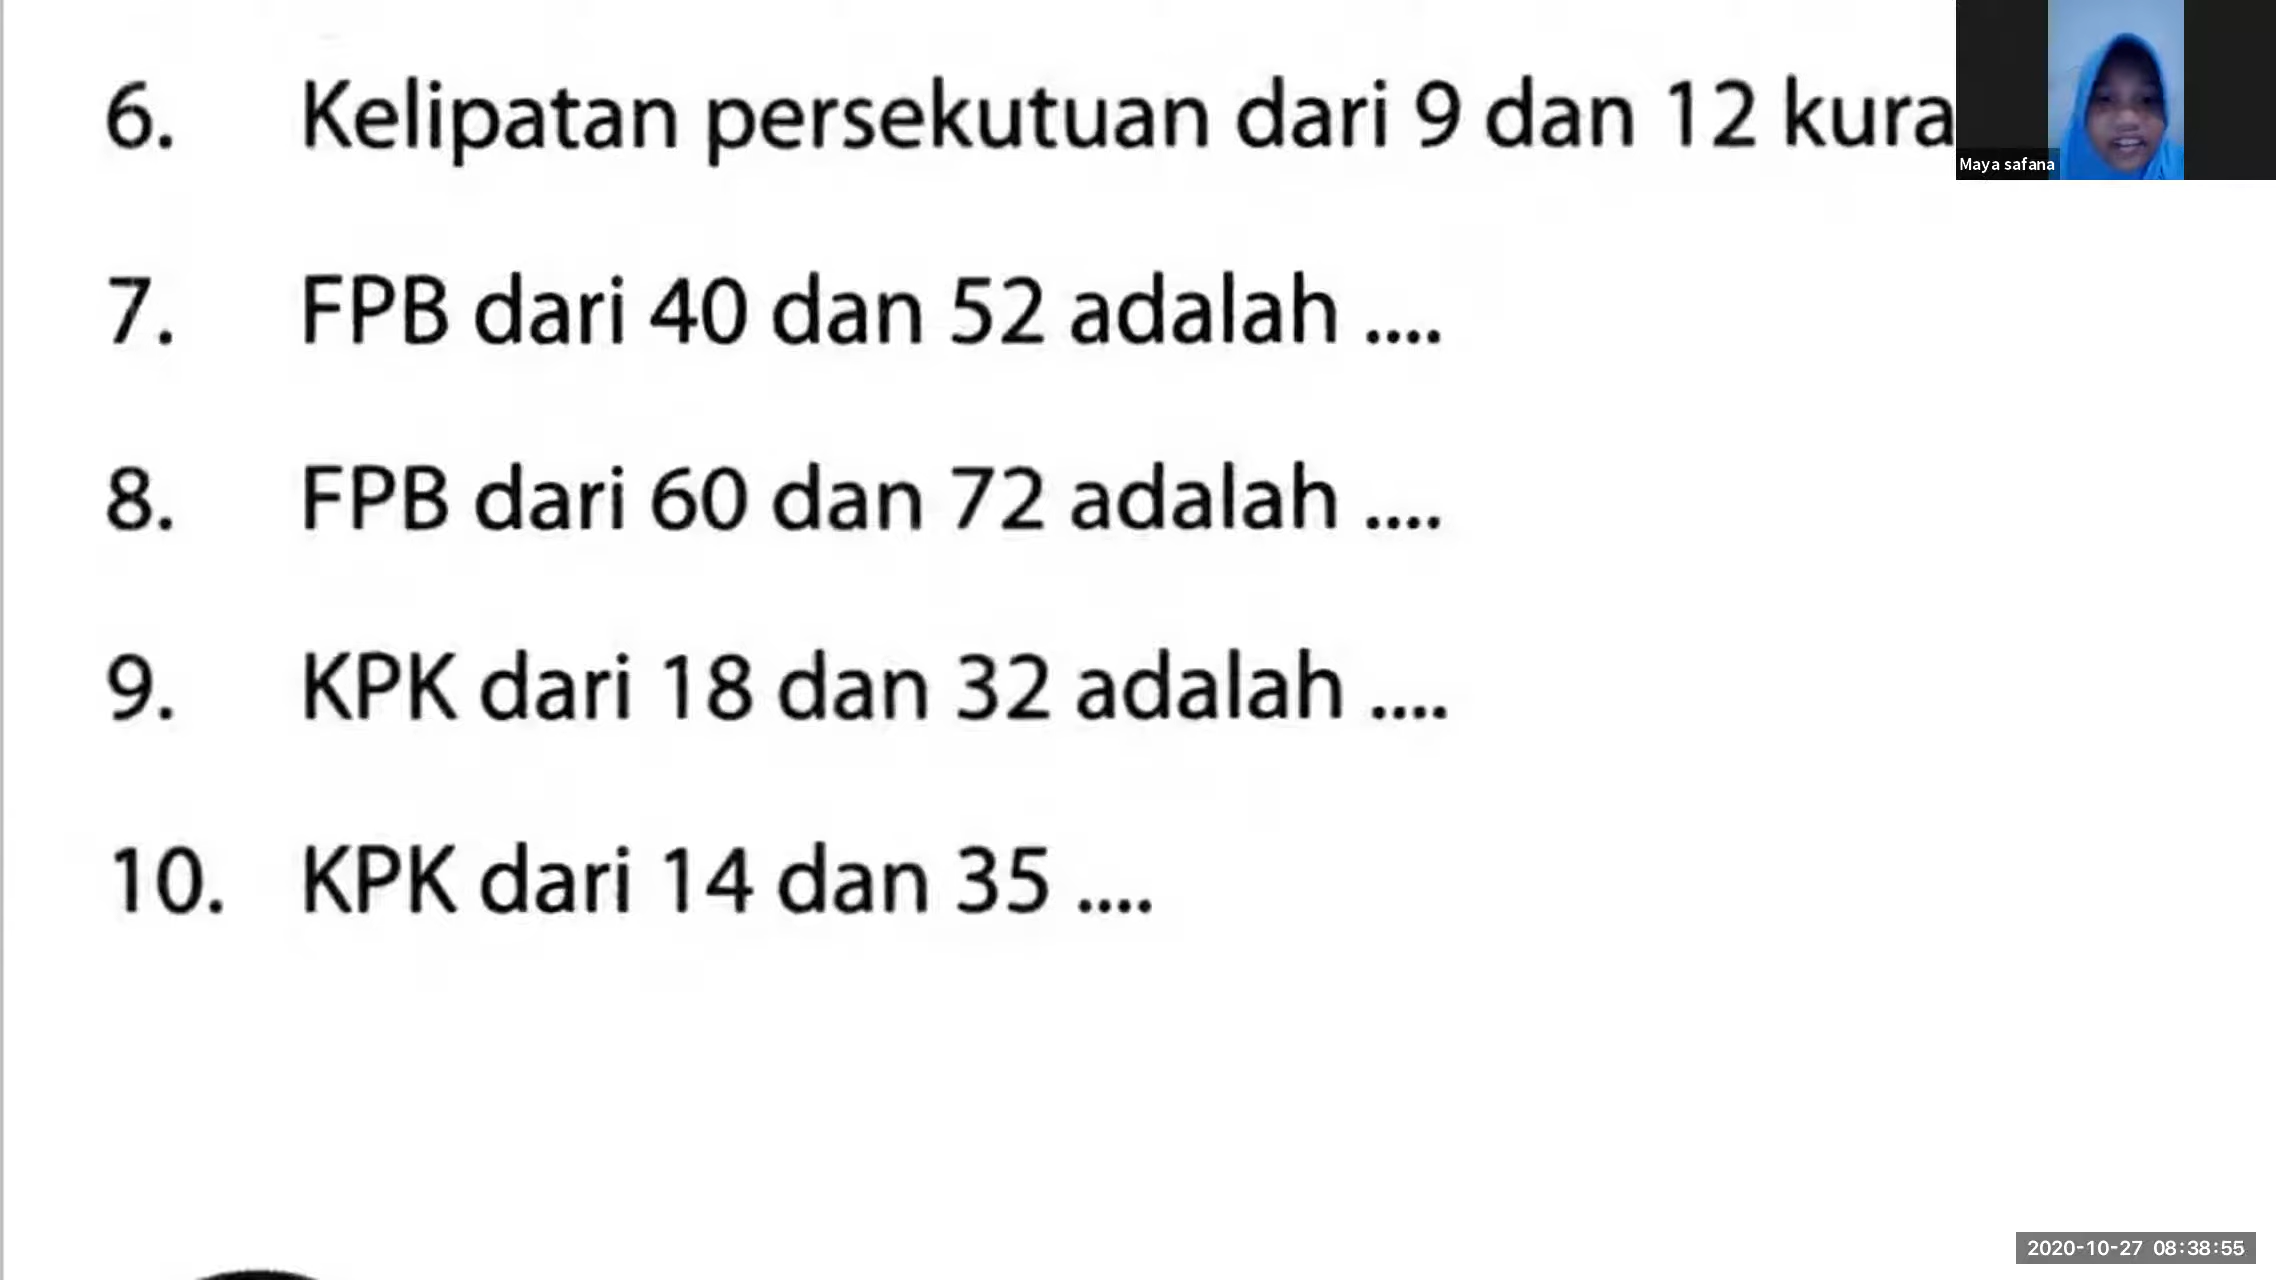 6. Kelipatan persekutuan dari 9 dan 12 kura
Maya safana
7. FPB dari 40 dan 52 adalah ....
8. FPB dari 60 dan 72 adalah ....
9. KPK dari 18 dan 32 adalah ....
10. KPK dari 14 dan 35 ....
2020-10-27 08:38:55